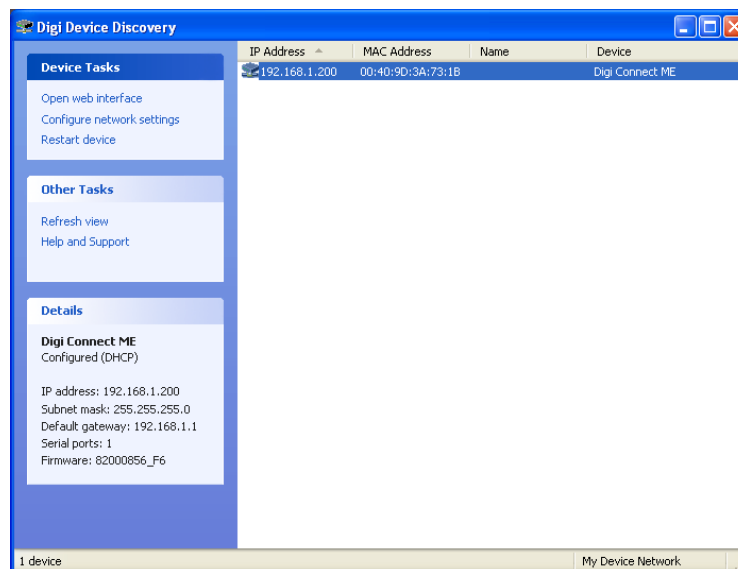 Digi Device Discovery
Device Tasks
Open web interface
Configure network settings
Restart device
Other Tasks
Refresh view
Help and Support
Details
Digi Connect ME
Configured (DHCP)
IP address: 192.168.1.200
Subnet mask: 255.255.255.0
Default gateway: 192.168.1.1
Serial ports: 1
Firmware: 82000856_F6
IP Address MAC Address Name Device
192.168.1.200 00:40:9D:3A:73:1B Digi Connect ME
1 device My Device Network